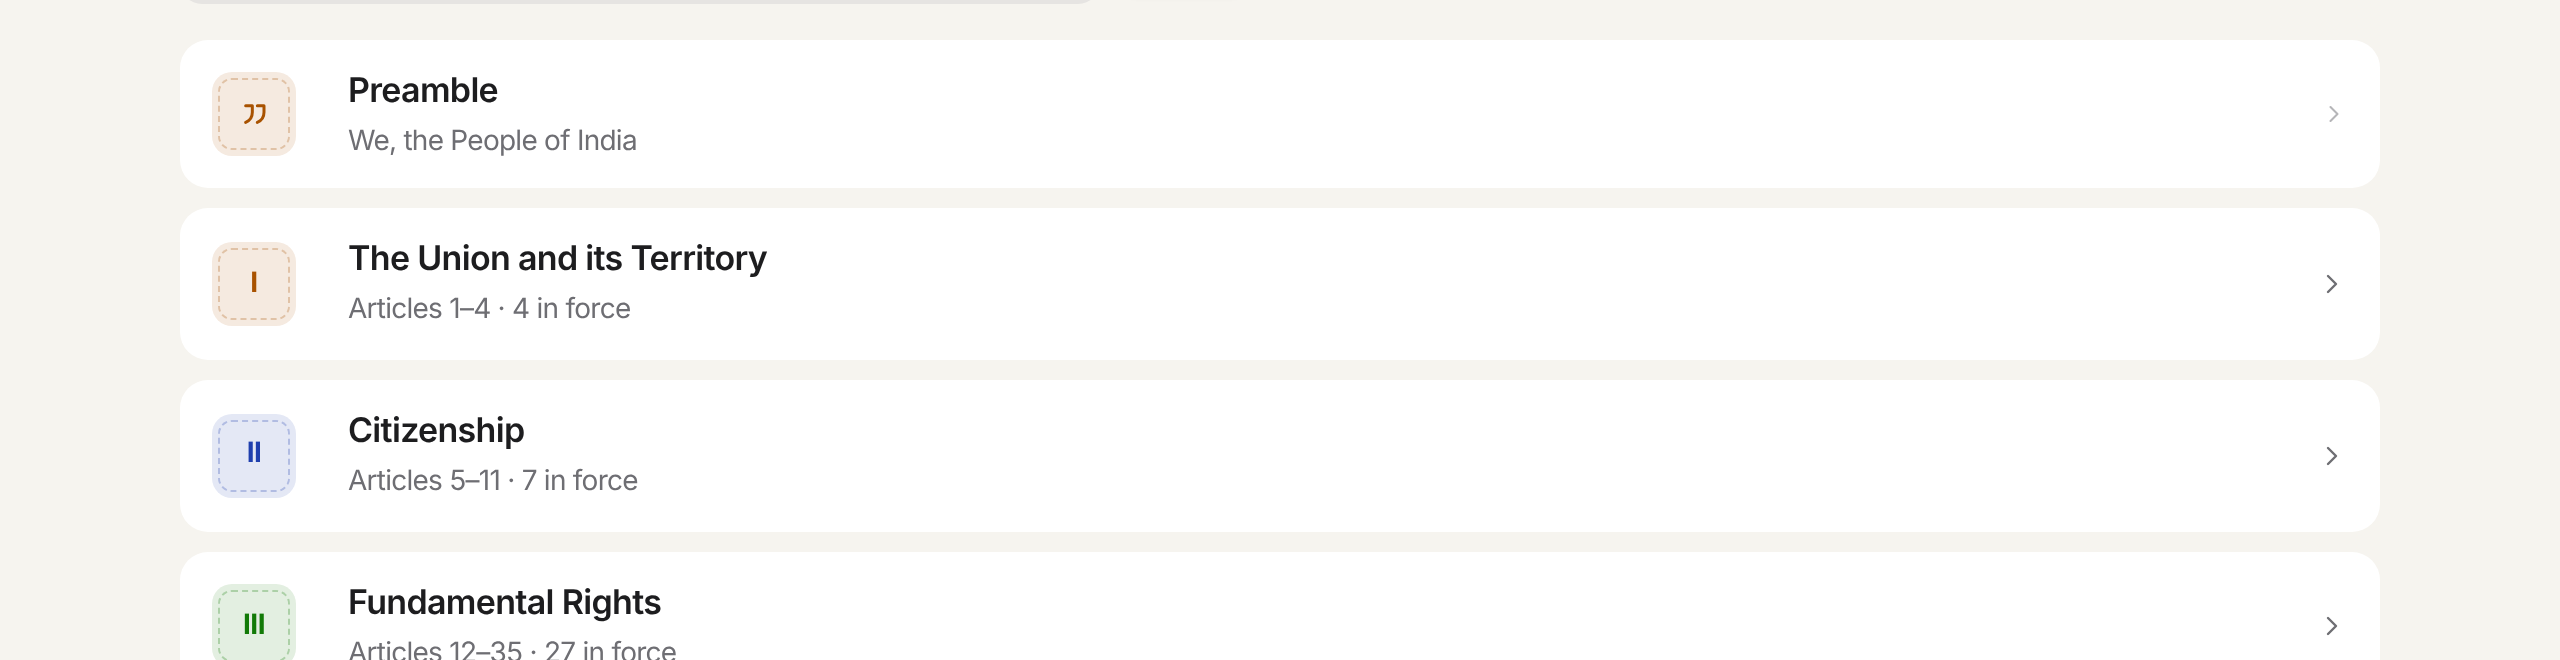 Preamble
We, the People of India
I
The Union and its Territory
Articles 1–4 · 4 in force
II
Citizenship
Articles 5–11 · 7 in force
III
Fundamental Rights
Articles 12–35 · 27 in force